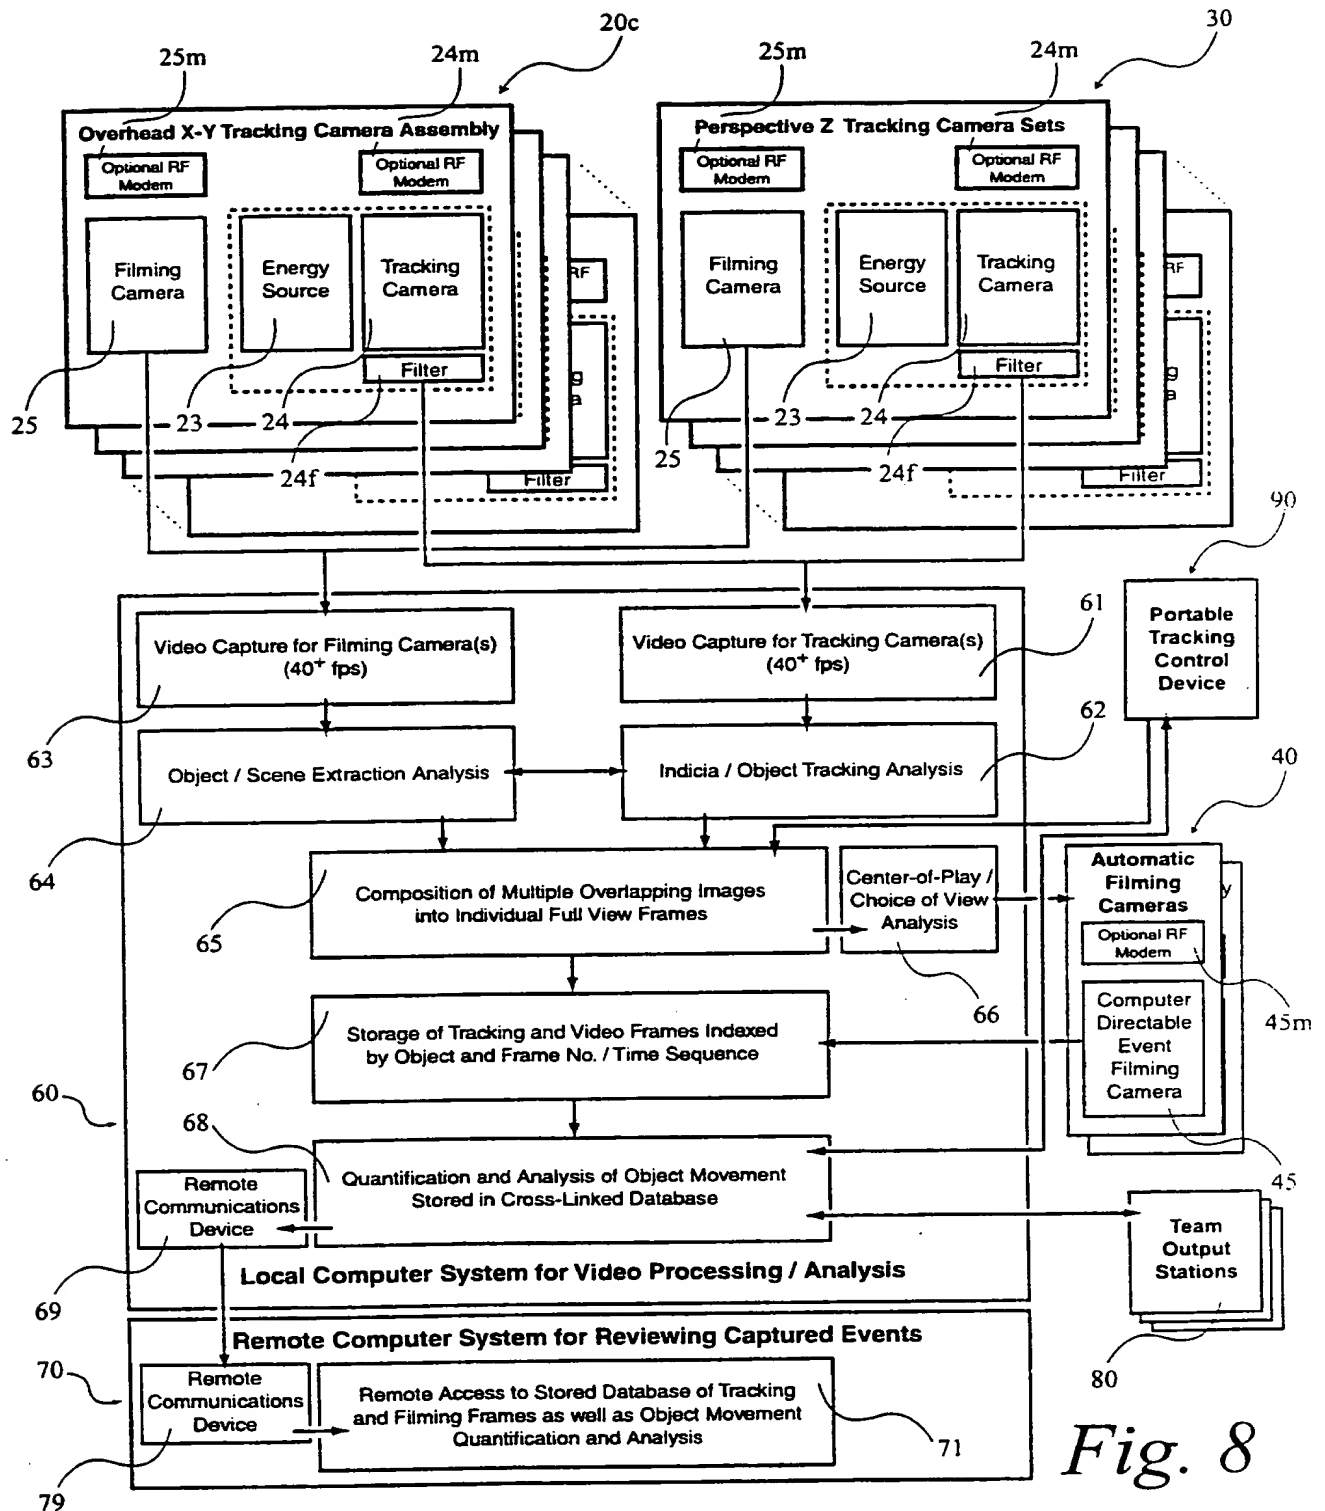 20c
30
25m
24m
25m
24m
Overhead X-Y Tracking Camera Assembly
Optional RF
Modem
Optional RF
Modem
Filming
Camera
Energy
Source
Tracking
Camera
Filter
RF
g
a
Filter
25
23
24
24f
Perspective Z Tracking Camera Sets
Optional RF
Modem
Optional RF
Modem
Filming
Camera
Energy
Source
Tracking
Camera
Filter
RF
g
a
Filter
25
23
24
24f
90
Portable
Tracking
Control
Device
Video Capture for Filming Camera(s)
(40+ fps)
63
Video Capture for Tracking Camera(s)
(40+ fps)
61
Object / Scene Extraction Analysis
64
Indicia / Object Tracking Analysis
62
Composition of Multiple Overlapping Images
into Individual Full View Frames
65
Center-of-Play /
Choice of View
Analysis
66
40
Automatic
Filming
Cameras
y
Optional RF
Modem
45m
Computer
Directable
Event
Filming
Camera
45
Storage of Tracking and Video Frames Indexed
by Object and Frame No. / Time Sequence
67
60
68
Quantification and Analysis of Object Movement
Stored in Cross-Linked Database
Remote
Communications
Device
69
Team
Output
Stations
80
Local Computer System for Video Processing / Analysis
Remote Computer System for Reviewing Captured Events
70
Remote
Communications
Device
79
Remote Access to Stored Database of Tracking
and Filming Frames as well as Object Movement
Quantification and Analysis
71
Fig. 8